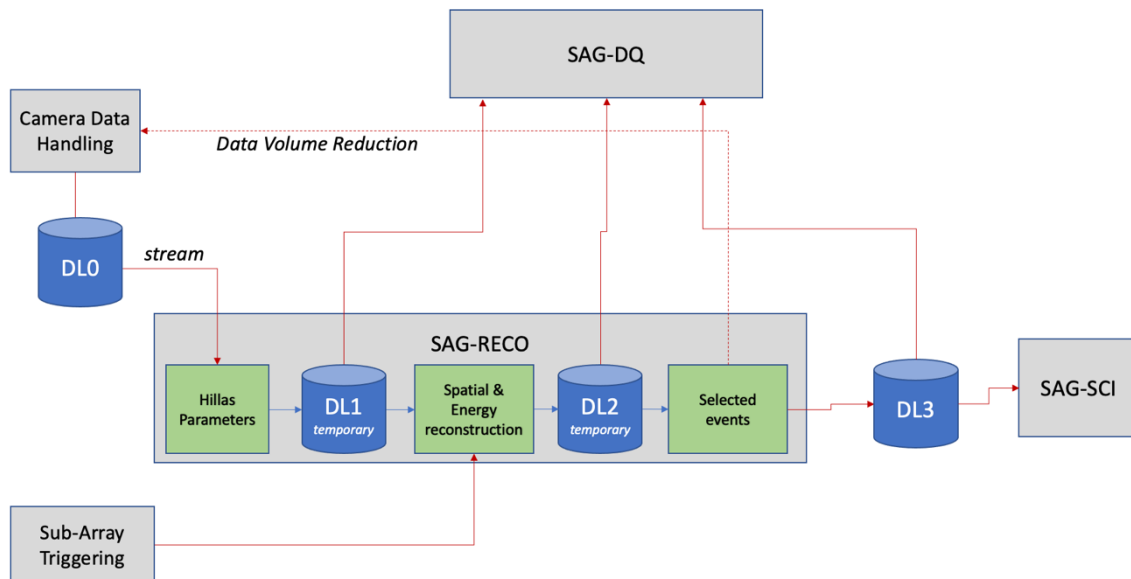 SAG-DQ
Camera Data
Handling
Data Volume Reduction
DL0
stream
SAG-RECO
Hillas
Parameters
DL1
temporary
Spatial &
Energy
reconstruction
DL2
temporary
Selected
events
DL3
SAG-SCI
Sub-Array
Triggering